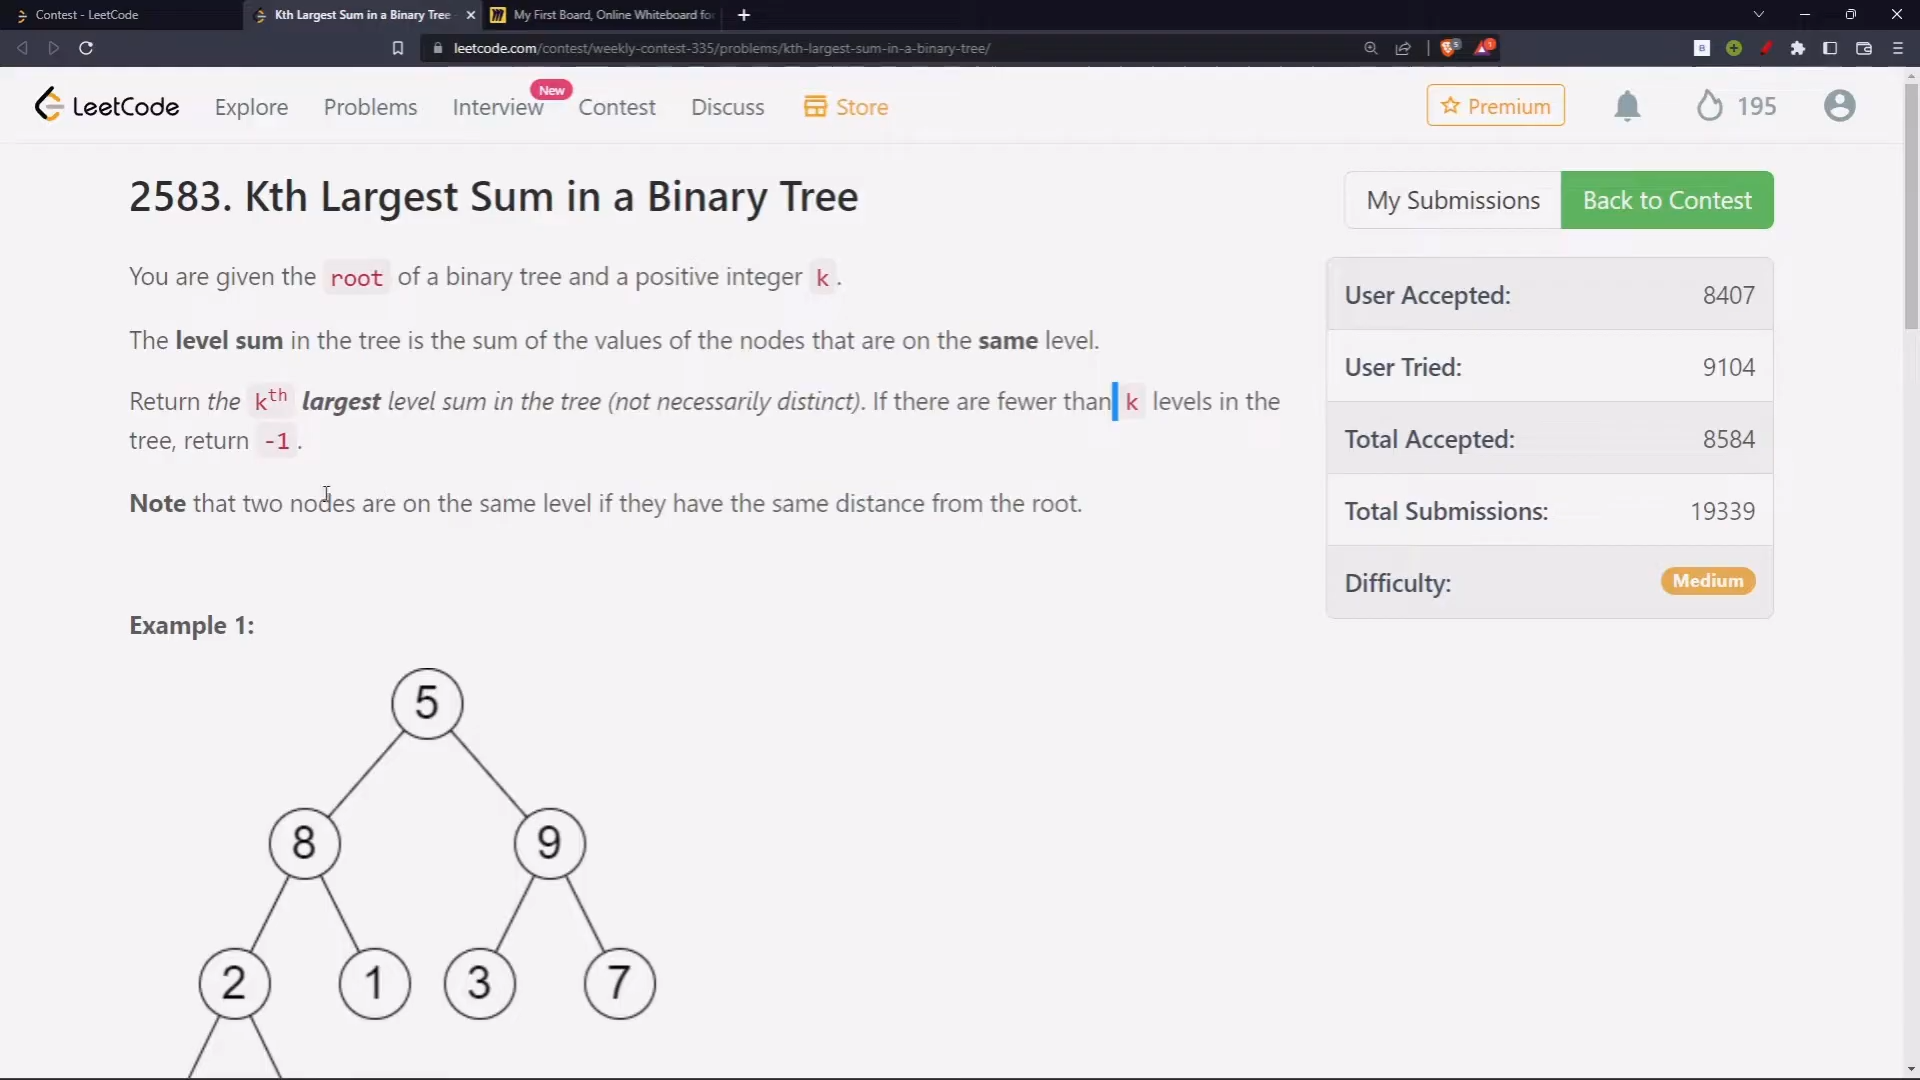 Contest - LeetCode
Kth Largest Sum in a Binary Tree
My First Board, Online Whiteboard fo
leetcode.com/contest/weekly-contest-335/problems/kth-largest-sum-in-a-binary-tree/
LeetCode Explore Problems Interview New Contest Discuss Store Premium 195
2583. Kth Largest Sum in a Binary Tree
My Submissions Back to Contest
You are given the root of a binary tree and a positive integer k.
The level sum in the tree is the sum of the values of the nodes that are on the same level.
Return the kth largest level sum in the tree (not necessarily distinct). If there are fewer than k levels in the
tree, return -1.
Note that two nodes are on the same level if they have the same distance from the root.
User Accepted: 8407
User Tried: 9104
Total Accepted: 8584
Total Submissions: 19339
Difficulty: Medium
Example 1:
5
8 9
2 1 3 7